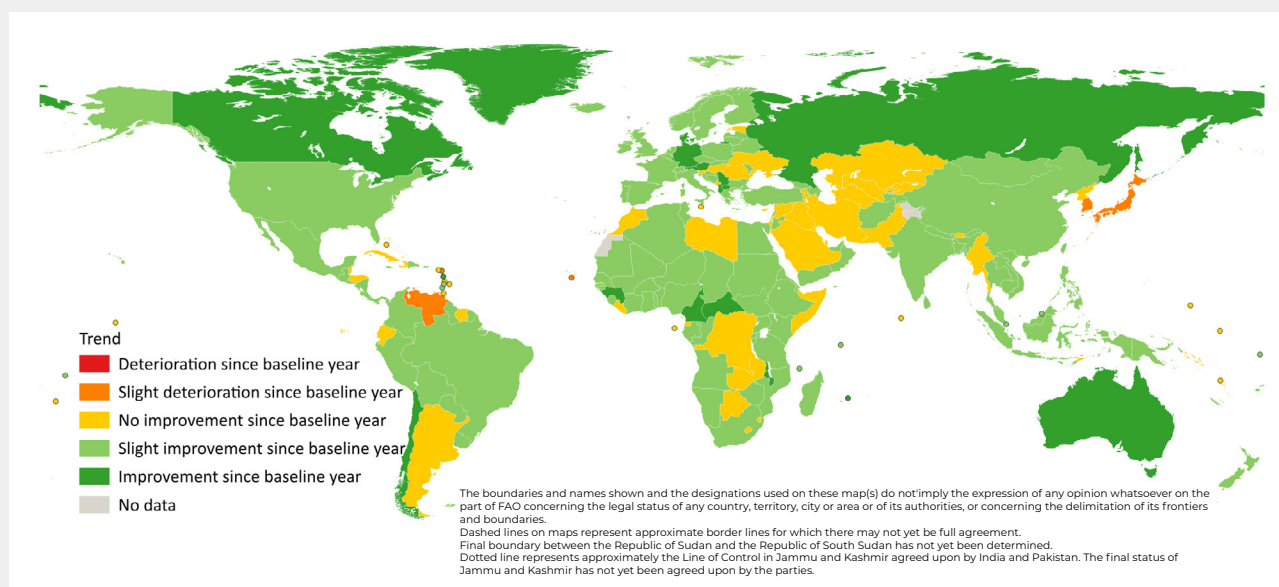 Trend
Deterioration since baseline year
Slight deterioration since baseline year
No improvement since baseline year
Slight improvement since baseline year
Improvement since baseline year
No data
The boundaries and names shown and the designations used on these map(s) do not'imply the expression of any opinion whatsoever on the
part of FAO concerning the legal status of any country, territory, city or area or of its authorities, or concerning the delimitation of its frontiers
and boundaries.
Dashed lines on maps represent approximate border lines for which there may not yet be full agreement.
Final boundary between the Republic of Sudan and the Republic of South Sudan has not yet been determined.
Dotted line represents approximately the Line of Control in Jammu and Kashmir agreed upon by India and Pakistan. The final status of
Jammu and Kashmir has not yet been agreed upon by the parties.